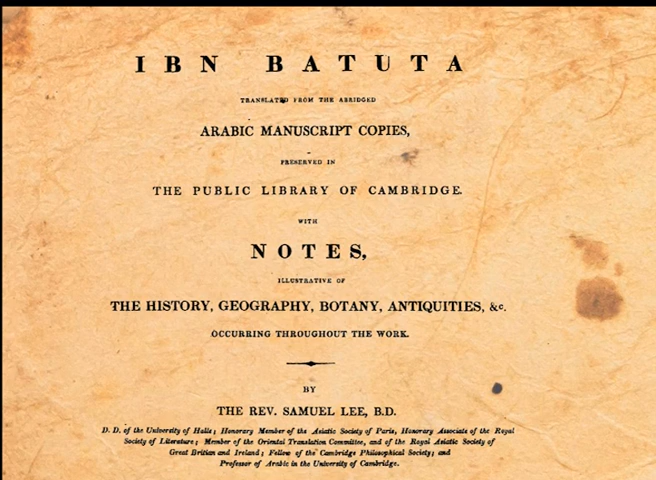 IBN BATUTA
TRANSLATED FROM THE ABRIDGED
ARABIC MANUSCRIPT COPIES,
PRESERVED IN
THE PUBLIC LIBRARY OF CAMBRIDGE.
WITH
NOTES,
ILLUSTRATIVE OF
THE HISTORY, GEOGRAPHY, BOTANY, ANTIQUITIES, &c.
OCCURRING THROUGHOUT THE WORK.
BY
THE REV. SAMUEL LEE, B.D.
D. D. of the University of Halle; Honorary Member of the Asiatic Society of Paris, Honorary Associate of the Royal
Society of Literature; Member of the Oriental Translation Committee, and of the Royal Asiatic Society of
Great Britian and Ireland; Fellow of the Cambridge Philosophical Society; and
Professor of Arabic in the University of Cambridge.